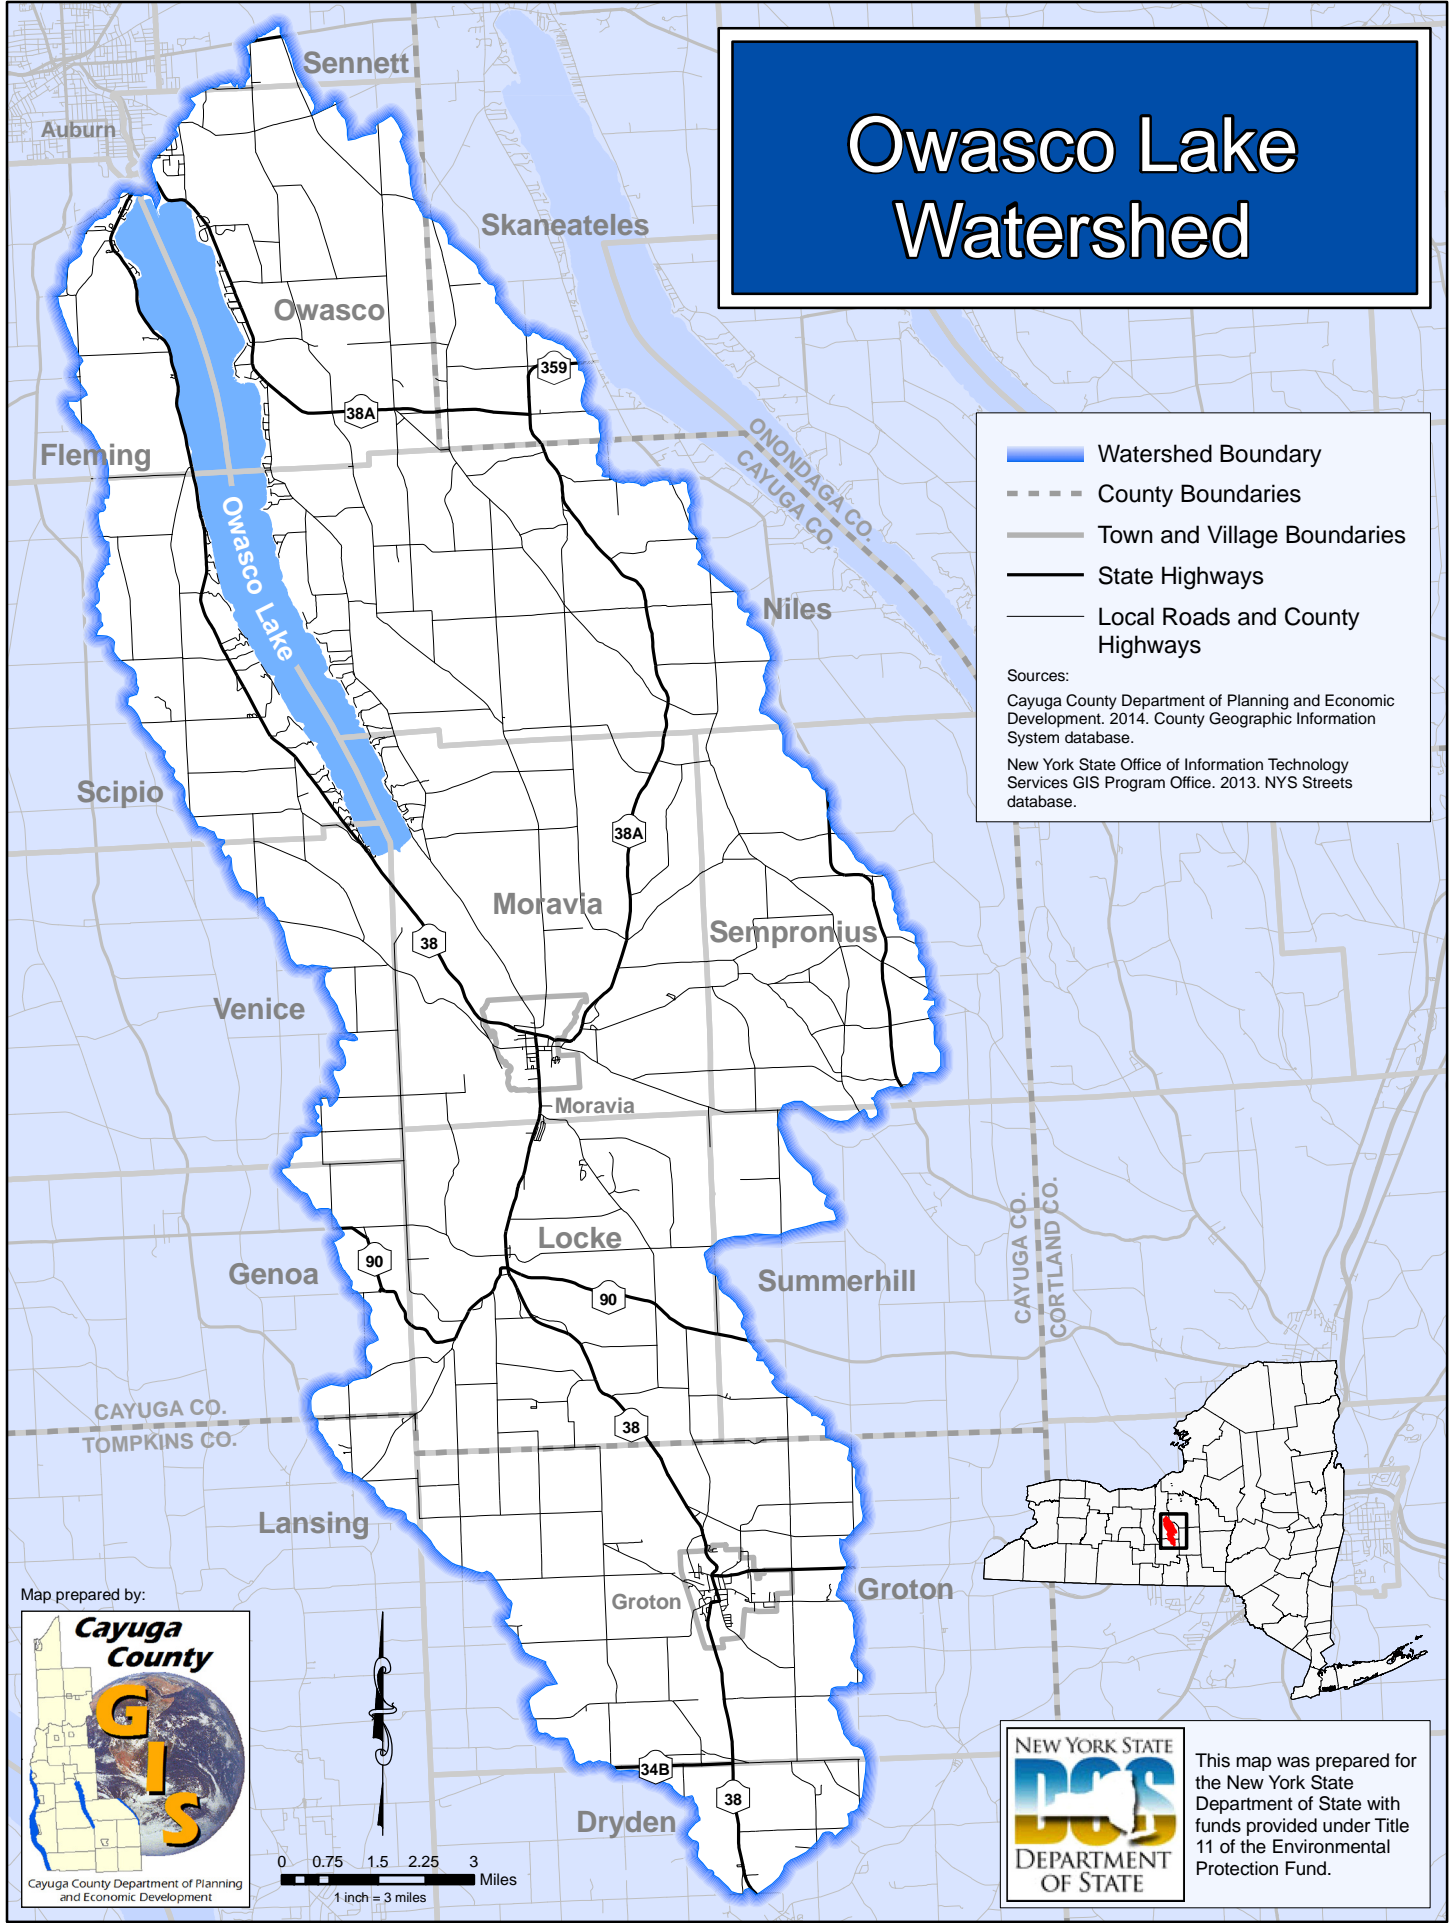 Owasco Lake
Watershed
Sennett
Auburn
Skaneateles
Owasco
359
38A
Fleming
ONONDAGA CO.
CAYUGA CO.
Owasco Lake
Niles
Scipio
38A
Moravia
Sempronius
38
Venice
Moravia
Locke
90
Genoa
90
Summerhill
CAYUGA CO.
CORTLAND CO.
CAYUGA CO.
TOMPKINS CO.
38
Lansing
Groton
Groton
34B
38
Dryden
Watershed Boundary
County Boundaries
Town and Village Boundaries
State Highways
Local Roads and County
Highways
Sources:
Cayuga County Department of Planning and Economic
Development. 2014. County Geographic Information
System database.
New York State Office of Information Technology
Services GIS Program Office. 2013. NYS Streets
database.
Map prepared by:
Cayuga
County
GIS
Cayuga County Department of Planning
and Economic Development
0 0.75 1.5 2.25 3
Miles
1 inch = 3 miles
NEW YORK STATE
DOS
DEPARTMENT
OF STATE
This map was prepared for
the New York State
Department of State with
funds provided under Title
11 of the Environmental
Protection Fund.